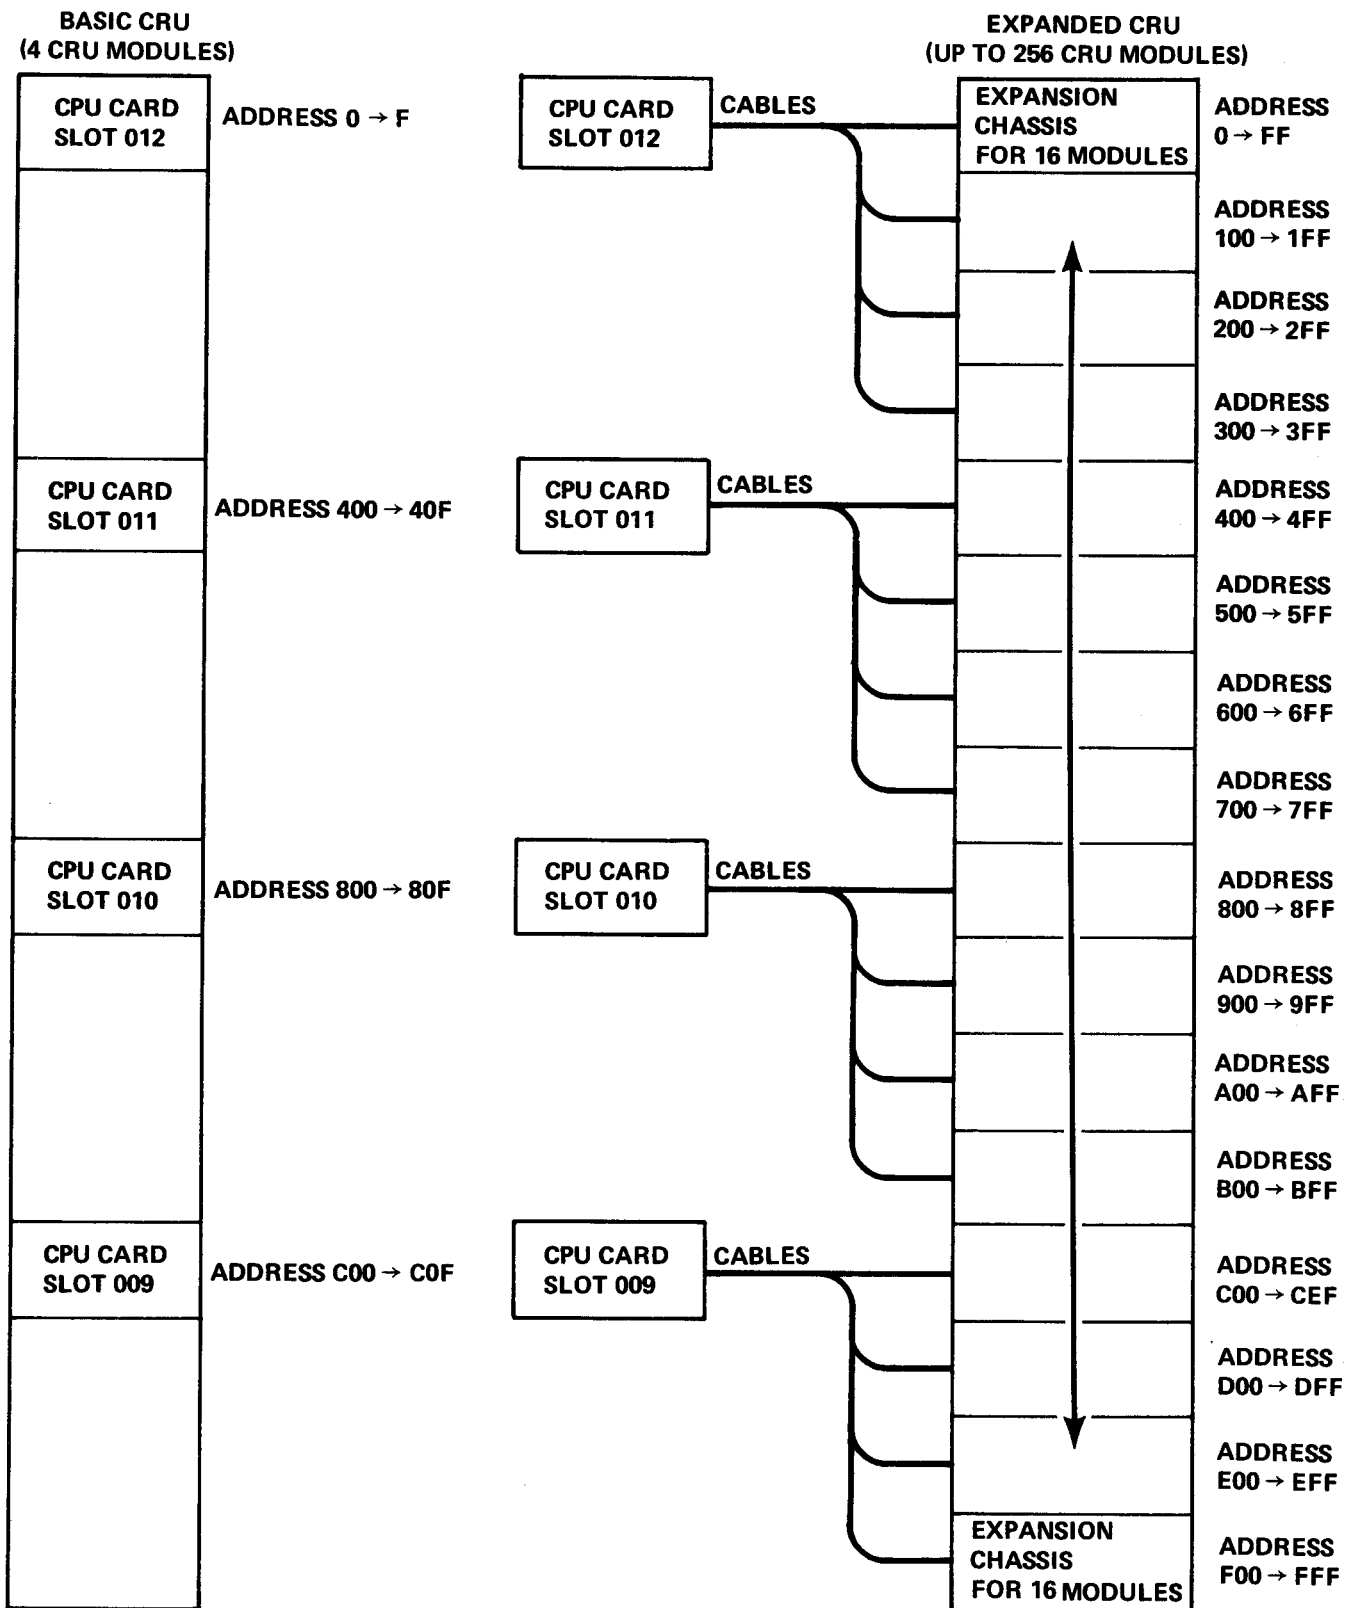 BASIC CRU
(4 CRU MODULES)
CPU CARD
SLOT 012
ADDRESS 0 → F
CPU CARD
SLOT 011
ADDRESS 400 → 40F
CPU CARD
SLOT 010
ADDRESS 800 → 80F
CPU CARD
SLOT 009
ADDRESS C00 → C0F
EXPANDED CRU
(UP TO 256 CRU MODULES)
CPU CARD
SLOT 012
CABLES
EXPANSION
CHASSIS
FOR 16 MODULES
ADDRESS
0 → FF
ADDRESS
100 → 1FF
ADDRESS
200 → 2FF
ADDRESS
300 → 3FF
CPU CARD
SLOT 011
CABLES
ADDRESS
400 → 4FF
ADDRESS
500 → 5FF
ADDRESS
600 → 6FF
ADDRESS
700 → 7FF
CPU CARD
SLOT 010
CABLES
ADDRESS
800 → 8FF
ADDRESS
900 → 9FF
ADDRESS
A00 → AFF
ADDRESS
B00 → BFF
CPU CARD
SLOT 009
CABLES
ADDRESS
C00 → CEF
ADDRESS
D00 → DFF
ADDRESS
E00 → EFF
EXPANSION
CHASSIS
FOR 16 MODULES
ADDRESS
F00 → FFF